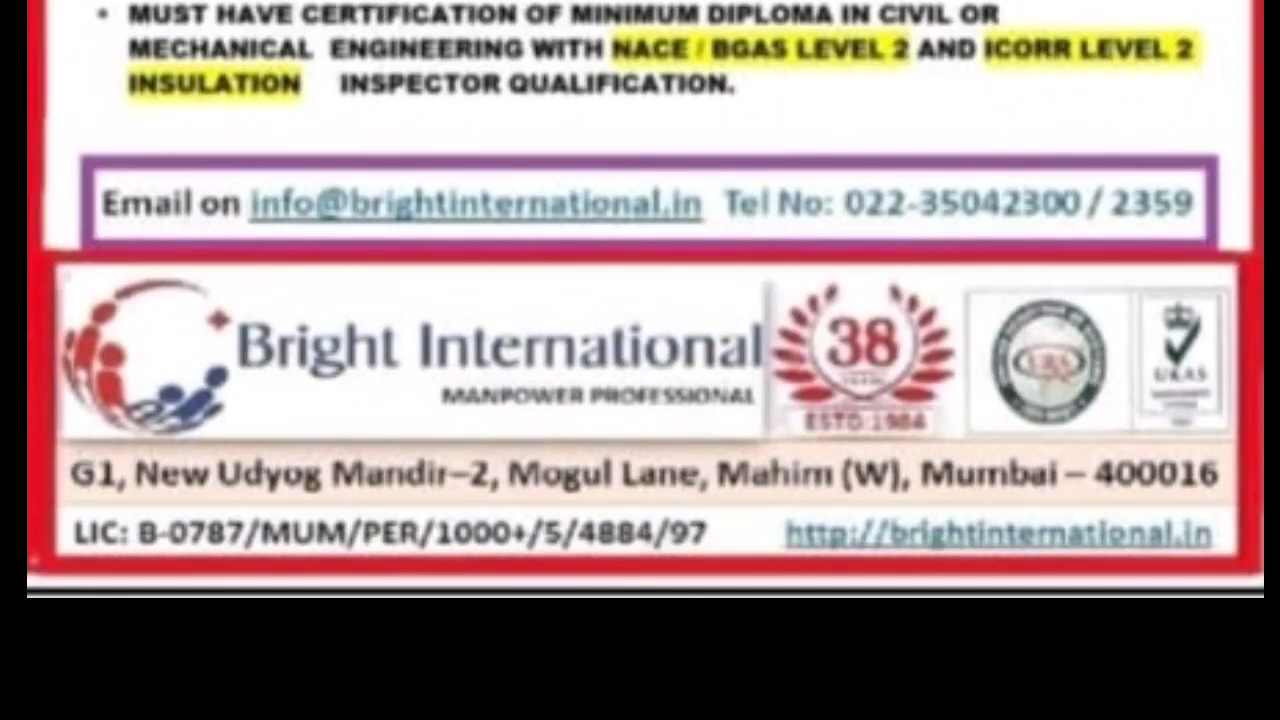 • MUST HAVE CERTIFICATION OF MINIMUM DIPLOMA IN CIVIL OR
MECHANICAL ENGINEERING WITH NACE / BGAS LEVEL 2 AND ICORR LEVEL 2
INSULATION INSPECTOR QUALIFICATION.
Email on info@brightinternational.in Tel No: 022-35042300 / 2359
Bright International
MANPOWER PROFESSIONAL
38
YEARS
ESTD 1984
URS
UKAS
G1, New Udyog Mandir–2, Mogul Lane, Mahim (W), Mumbai – 400016
LIC: B-0787/MUM/PER/1000+/5/4884/97 http://brightinternational.in